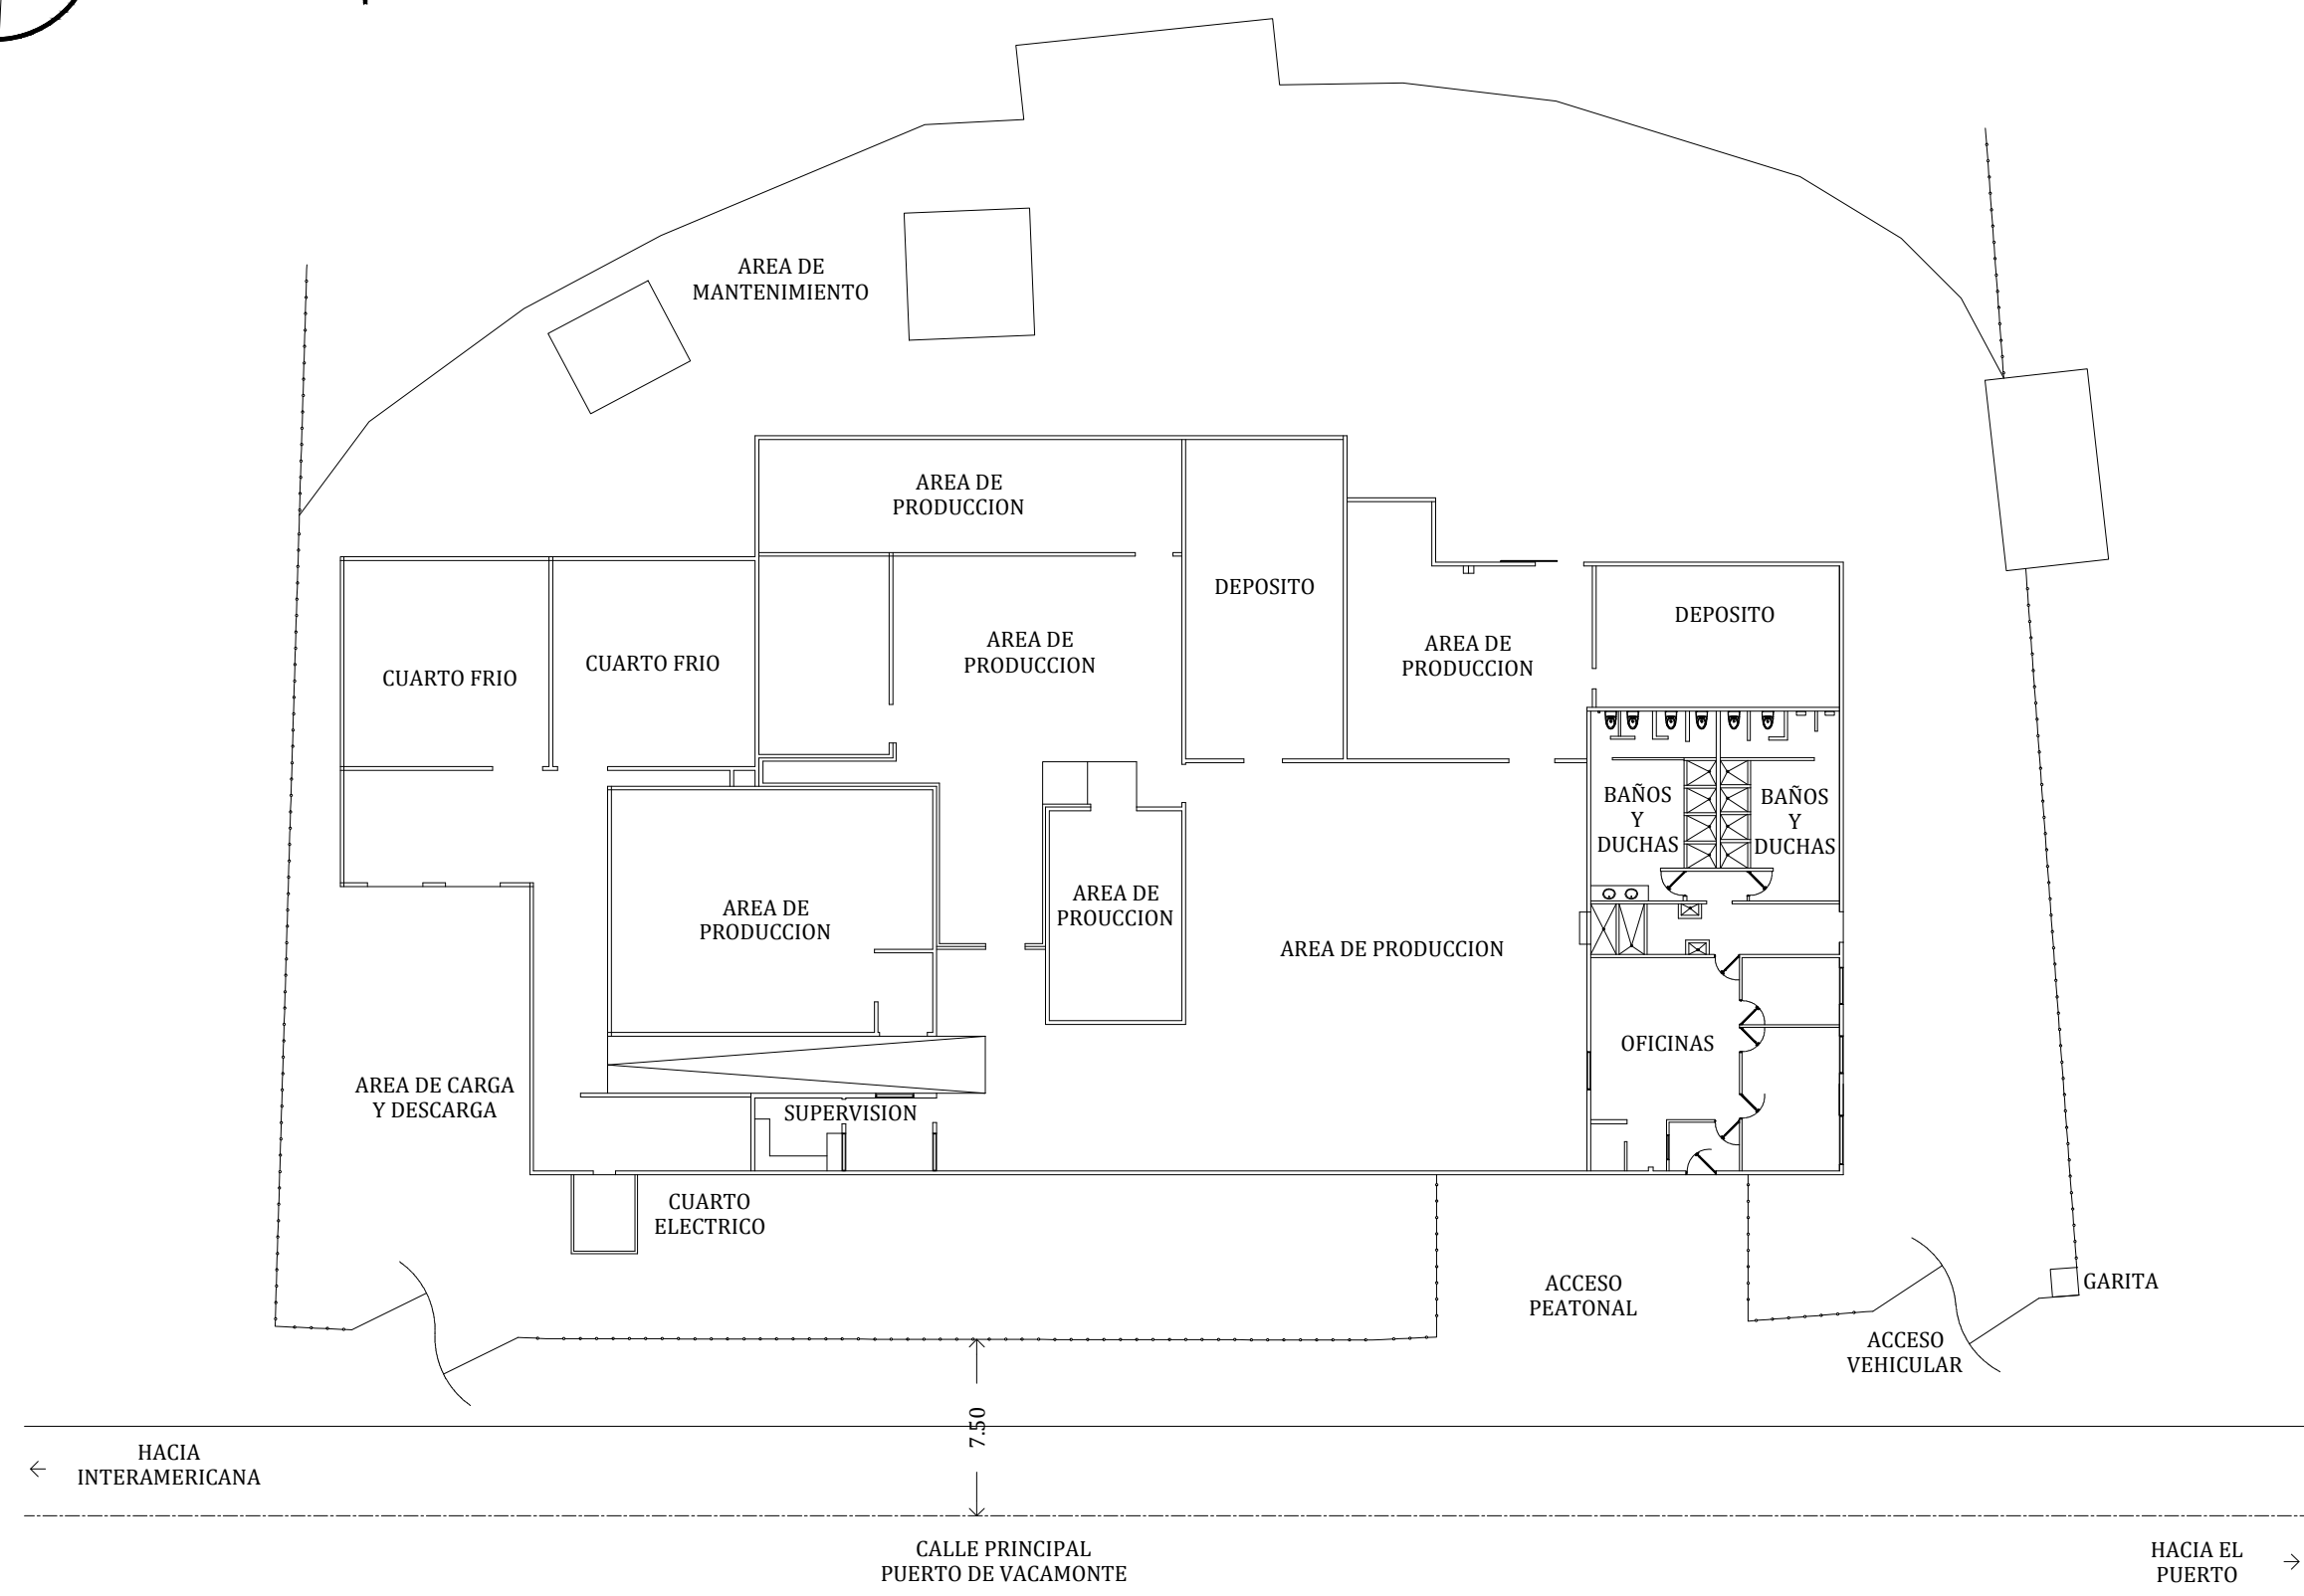 AREA DE
MANTENIMIENTO
AREA DE
PRODUCCION
DEPOSITO
DEPOSITO
AREA DE
PRODUCCION
AREA DE
PRODUCCION
CUARTO FRIO
CUARTO FRIO
BAÑOS
Y
DUCHAS
BAÑOS
Y
DUCHAS
AREA DE
PRODUCCION
AREA DE
PROUCCION
AREA DE PRODUCCION
OFICINAS
AREA DE CARGA
Y DESCARGA
SUPERVISION
CUARTO
ELECTRICO
ACCESO
PEATONAL
GARITA
ACCESO
VEHICULAR
7.50
HACIA
INTERAMERICANA
CALLE PRINCIPAL
PUERTO DE VACAMONTE
HACIA EL
PUERTO